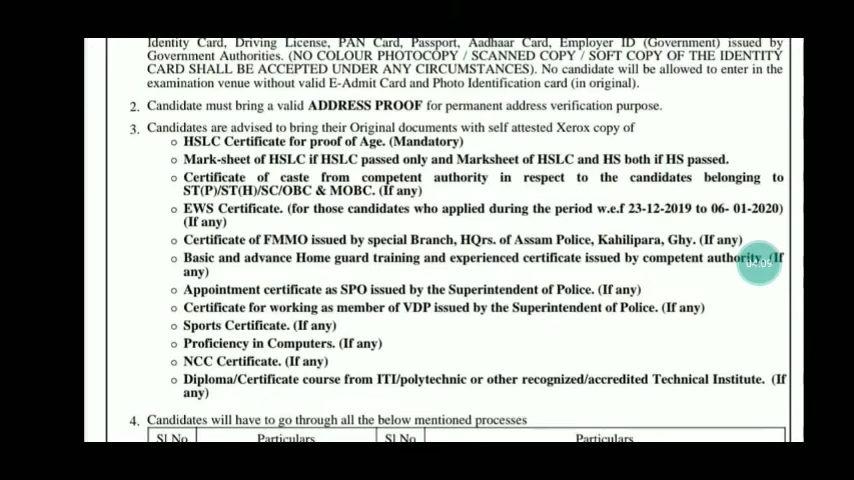 Identity Card, Driving License, PAN Card, Passport, Aadhaar Card, Employer ID (Government) issued by
Government Authorities. (NO COLOUR PHOTOCOPY / SCANNED COPY / SOFT COPY OF THE IDENTITY
CARD SHALL BE ACCEPTED UNDER ANY CIRCUMSTANCES). No candidate will be allowed to enter in the
examination venue without valid E-Admit Card and Photo Identification card (in original).
2. Candidate must bring a valid ADDRESS PROOF for permanent address verification purpose.
3. Candidates are advised to bring their Original documents with self attested Xerox copy of
o HSLC Certificate for proof of Age. (Mandatory)
o Mark-sheet of HSLC if HSLC passed only and Marksheet of HSLC and HS both if HS passed.
o Certificate of caste from competent authority in respect to the candidates belonging to
ST(P)/ST(H)/SC/OBC & MOBC. (If any)
o EWS Certificate. (for those candidates who applied during the period w.e.f 23-12-2019 to 06- 01-2020)
(If any)
o Certificate of FMMO issued by special Branch, HQrs. of Assam Police, Kahilipara, Ghy. (If any)
o Basic and advance Home guard training and experienced certificate issued by competent authority. (If
any)
04:09
o Appointment certificate as SPO issued by the Superintendent of Police. (If any)
o Certificate for working as member of VDP issued by the Superintendent of Police. (If any)
o Sports Certificate. (If any)
o Proficiency in Computers. (If any)
o NCC Certificate. (If any)
o Diploma/Certificate course from ITI/polytechnic or other recognized/accredited Technical Institute. (If
any)
4. Candidates will have to go through all the below mentioned processes
Sl.No Particulars Sl.No Particulars